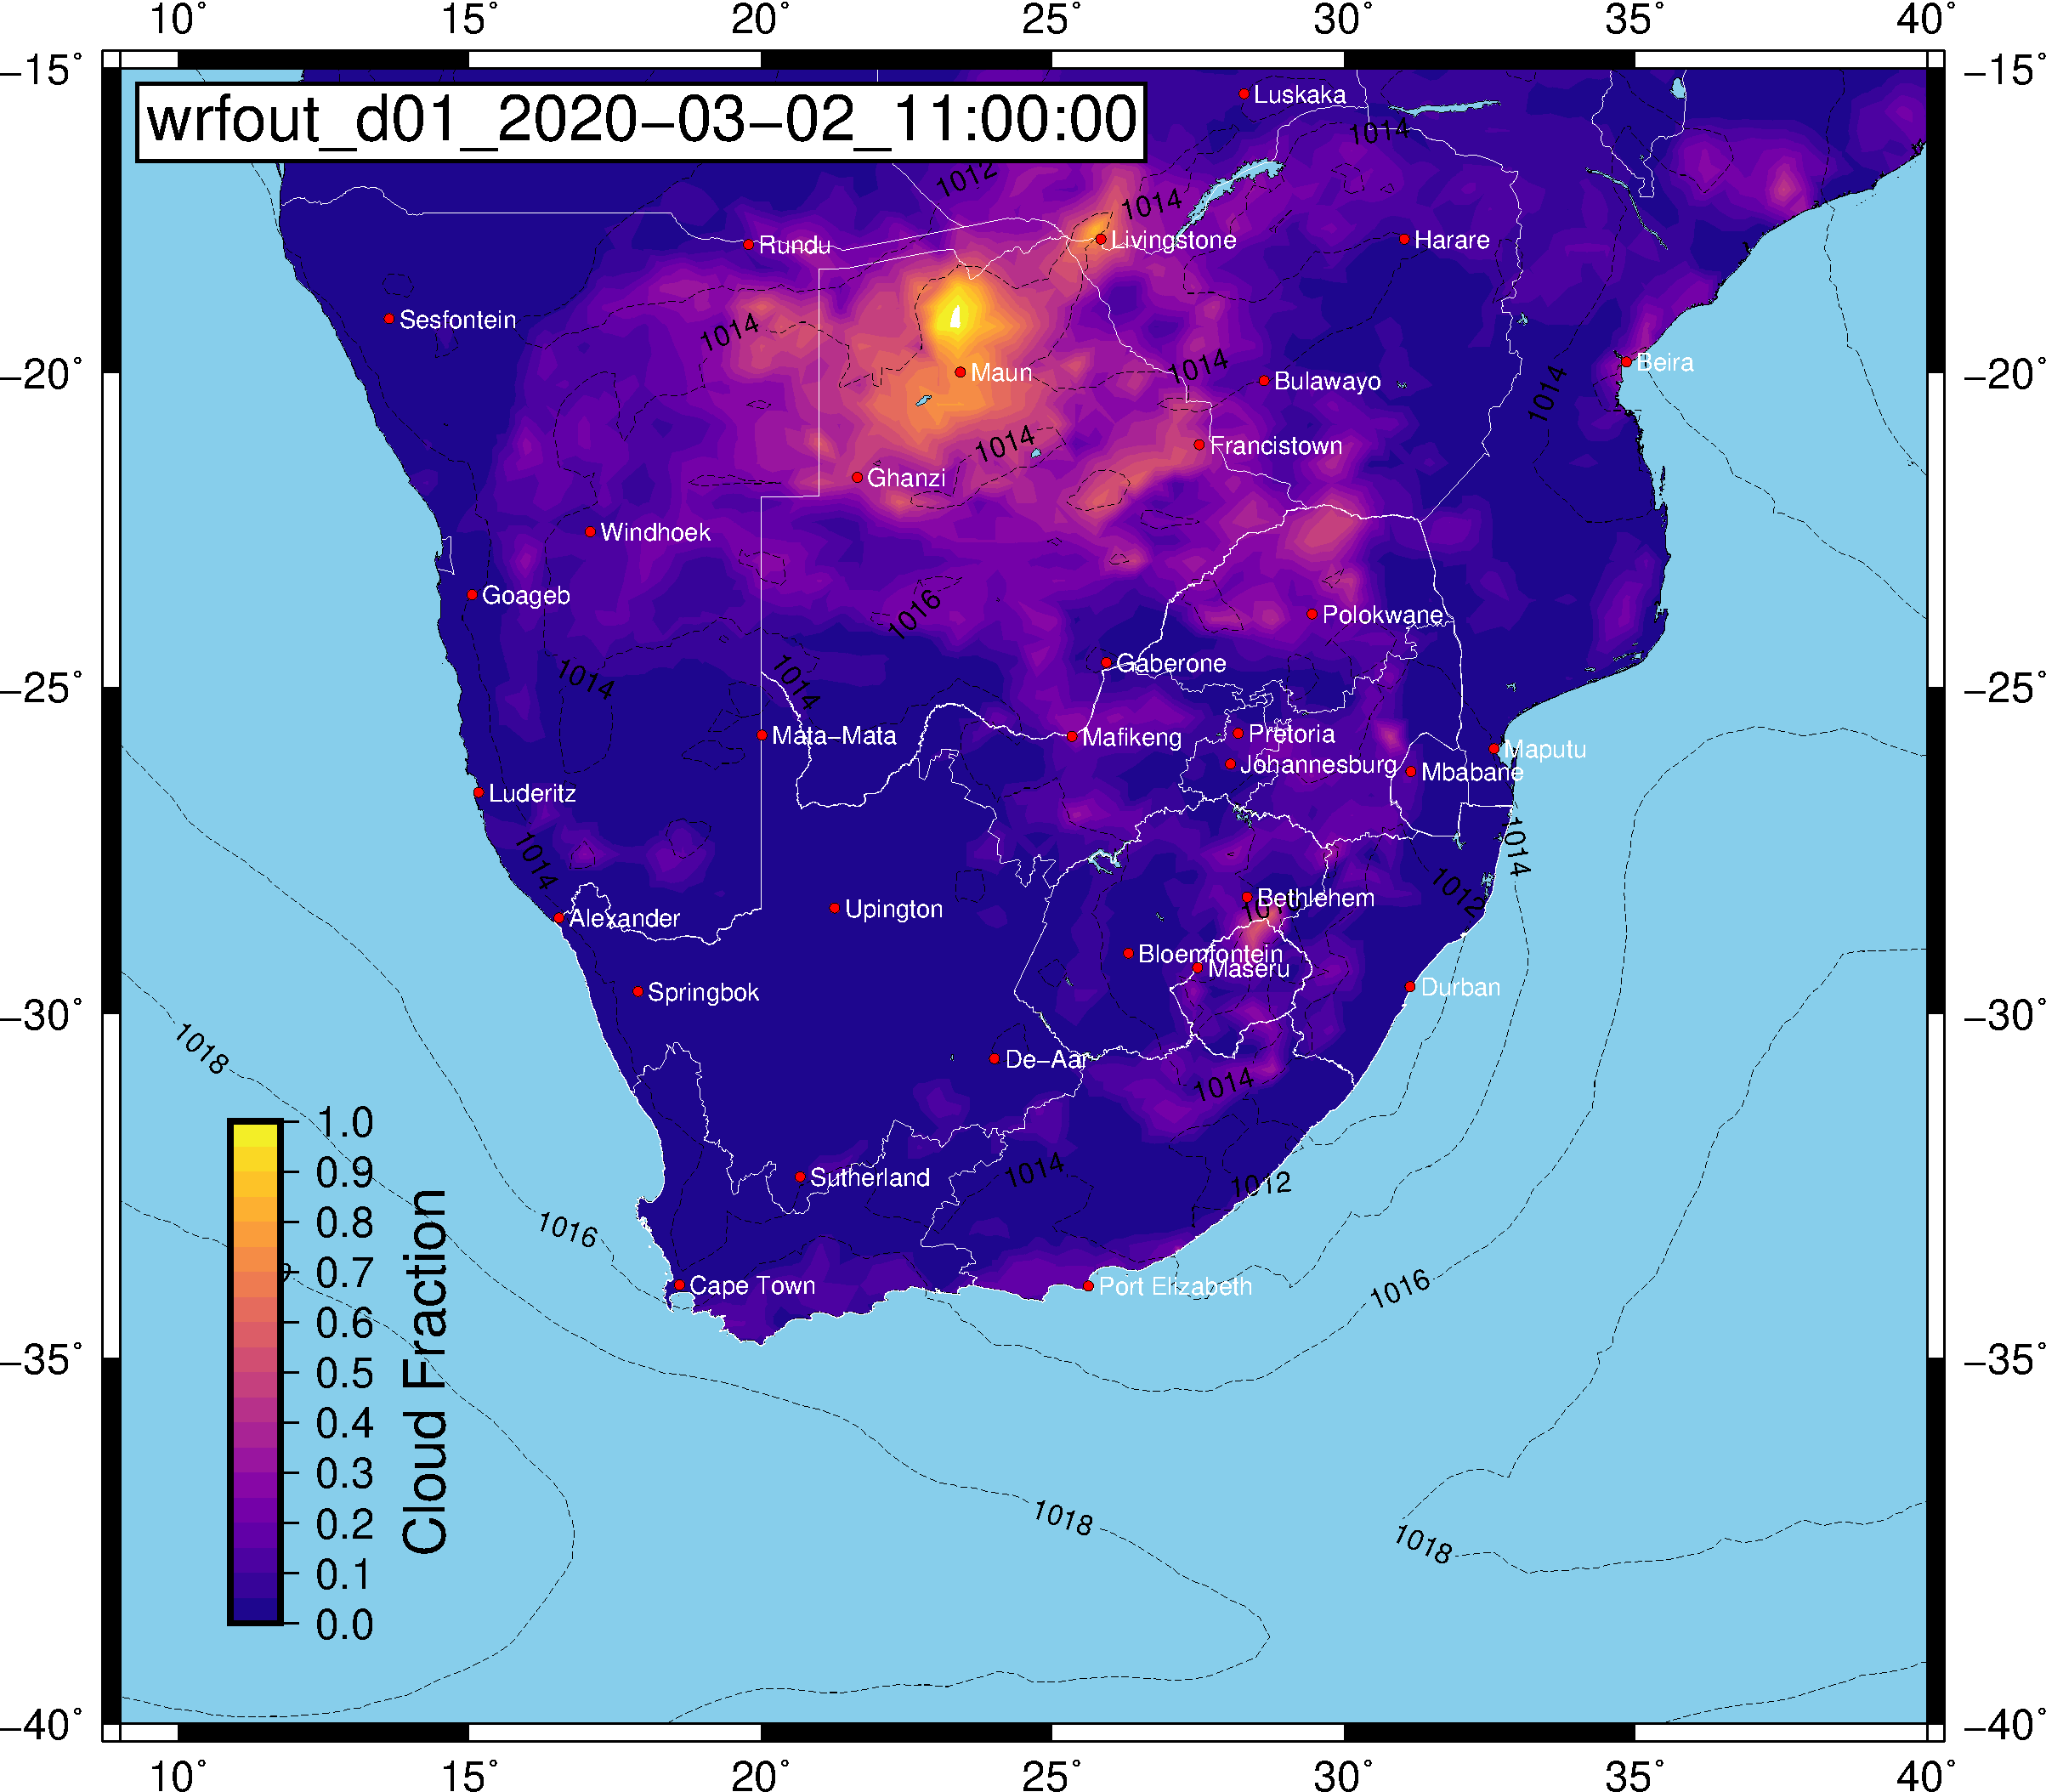 10° 15° 20° 25° 30° 35° 40°
−15° −15°
wrfout_d01_2020−03−02_11:00:00
Luskaka
1014
1012
1014
Rundu
Livingstone
Harare
Sesfontein
1014
1014
Maun
Beira
Bulawayo
−20° −20°
1014
1014
Francistown
Ghanzi
Windhoek
Goageb
1016
Polokwane
Gaberone
1014
1014
−25° −25°
Mata−Mata
Mafikeng
Pretoria
Maputu
Johannesburg
Mbabane
Luderitz
1014
1014
1012
Bethlehem
Upington
Alexander
Bloemfontein
Maseru
Durban
Springbok
−30° −30°
1018
De−Aar
1014
1014
1012
Sutherland
1016
Cape Town
Port Elizabeth
1016
−35° −35°
1018
1018
1.0
0.9
0.8
0.7
0.6
0.5
0.4
0.3
0.2
0.1
0.0
Cloud Fraction
−40° −40°
10° 15° 20° 25° 30° 35° 40°